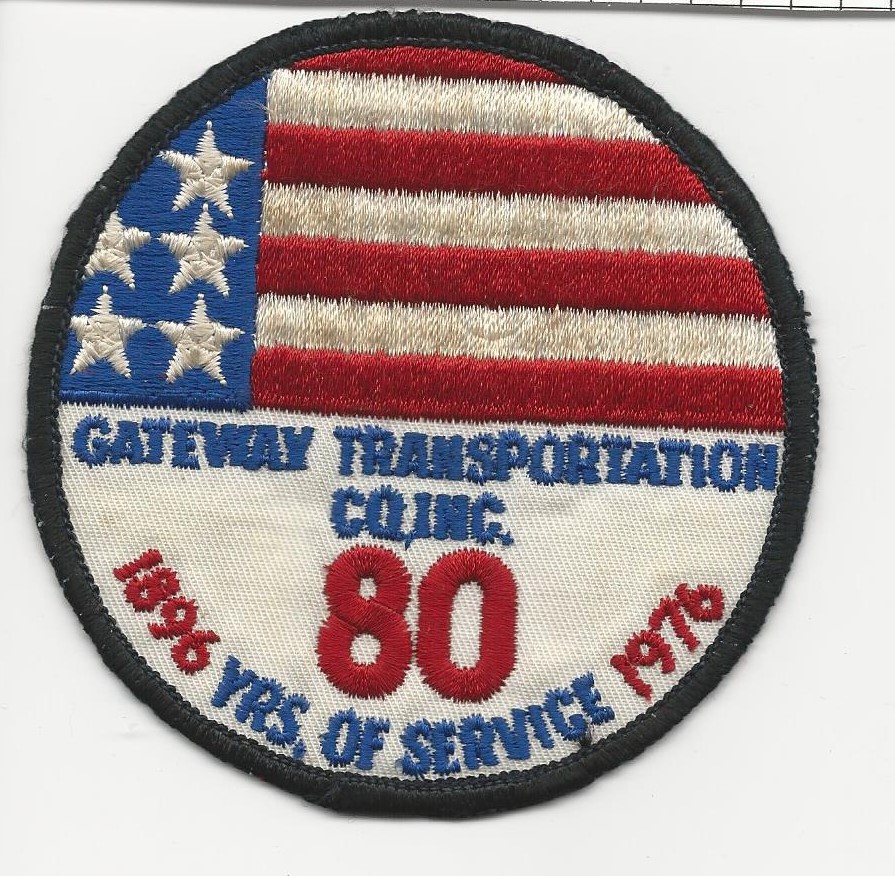 GATEWAY TRANSPORTATION
CO. INC.
80
1896 YRS. OF SERVICE 1976